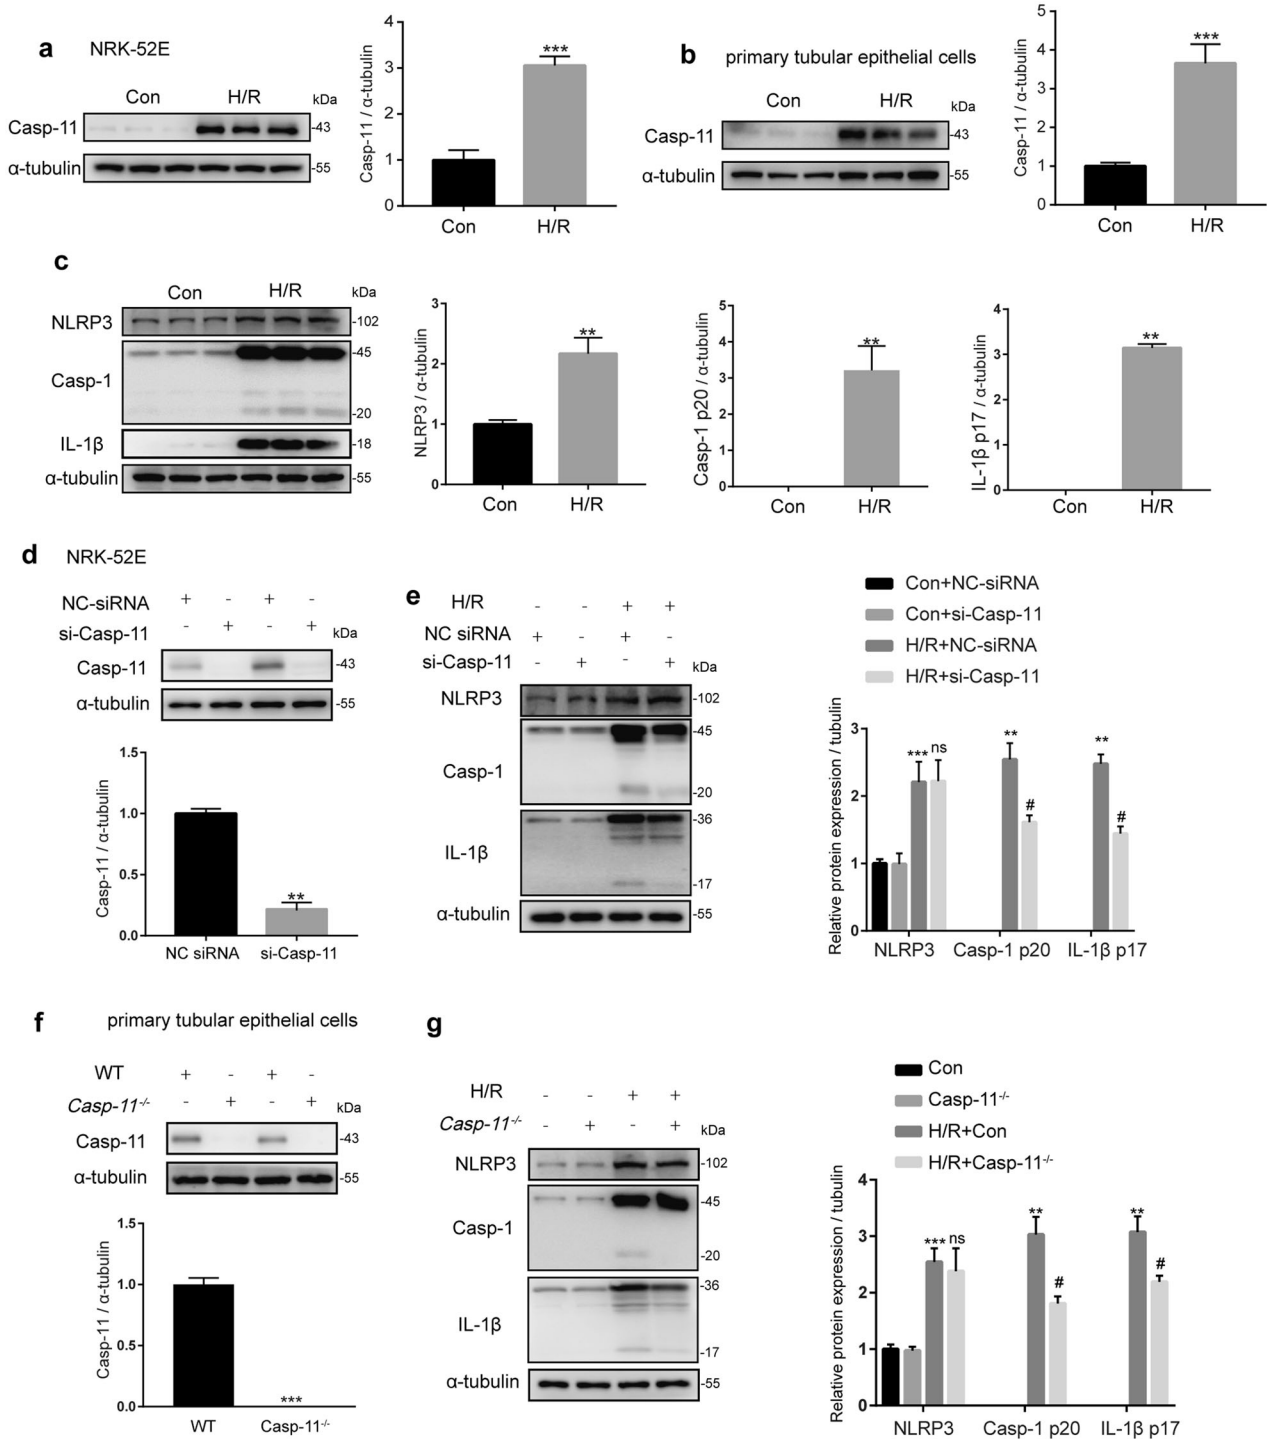 a NRK-52E
Con H/R kDa
Casp-11 -43
α-tubulin -55
Casp-11 / α-tubulin
4
3
2
1
0
***
Con H/R
b primary tubular epithelial cells
Con H/R kDa
Casp-11 -43
α-tubulin -55
Casp-11 / α-tubulin
5
4
3
2
1
0
***
Con H/R
c
Con H/R kDa
NLRP3 -102
Casp-1 -45
-20
IL-1β -18
α-tubulin -55
NLRP3 / α-tubulin
3
2
1
0
**
Con H/R
Casp-1 p20 / α-tubulin
5
4
3
2
1
0
**
Con H/R
IL-1β p17 / α-tubulin
4
3
2
1
0
**
Con H/R
d NRK-52E
NC-siRNA + - + -
si-Casp-11 - + - +
kDa
Casp-11 -43
α-tubulin -55
Casp-11 / α-tubulin
1.5
1.0
0.5
0.0
**
NC siRNA si-Casp-11
e
H/R - - + +
NC siRNA + - + -
si-Casp-11 - + - +
kDa
NLRP3 -102
Casp-1 -45
-20
IL-1β -36
-17
α-tubulin -55
Con+NC-siRNA
Con+si-Casp-11
H/R+NC-siRNA
H/R+si-Casp-11
Relative protein expression / tubulin
3
2
1
0
*** ns ** # ** #
NLRP3 Casp-1 p20 IL-1β p17
f primary tubular epithelial cells
WT + - + -
Casp-11-/- - + - +
kDa
Casp-11 -43
α-tubulin -55
Casp-11 / α-tubulin
1.5
1.0
0.5
0.0
***
WT Casp-11-/-
g
H/R - - + +
Casp-11-/- - + - +
kDa
NLRP3 -102
Casp-1 -45
-20
IL-1β -36
-17
α-tubulin -55
Con
Casp-11-/-
H/R+Con
H/R+Casp-11-/-
Relative protein expression / tubulin
4
3
2
1
0
*** ns ** # ** #
NLRP3 Casp-1 p20 IL-1β p17